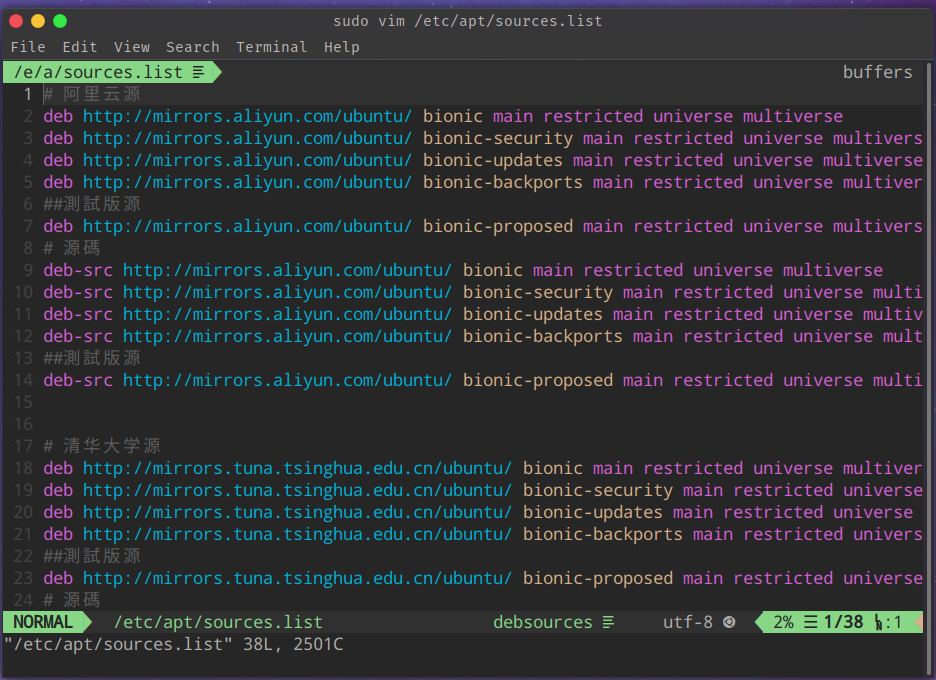 sudo vim /etc/apt/sources.list
File Edit View Search Terminal Help
/e/a/sources.list buffers
1 # 阿里云源
2 deb http://mirrors.aliyun.com/ubuntu/ bionic main restricted universe multiverse
3 deb http://mirrors.aliyun.com/ubuntu/ bionic-security main restricted universe multivers
4 deb http://mirrors.aliyun.com/ubuntu/ bionic-updates main restricted universe multiverse
5 deb http://mirrors.aliyun.com/ubuntu/ bionic-backports main restricted universe multiver
6 ##測試版源
7 deb http://mirrors.aliyun.com/ubuntu/ bionic-proposed main restricted universe multivers
8 # 源碼
9 deb-src http://mirrors.aliyun.com/ubuntu/ bionic main restricted universe multiverse
10 deb-src http://mirrors.aliyun.com/ubuntu/ bionic-security main restricted universe multi
11 deb-src http://mirrors.aliyun.com/ubuntu/ bionic-updates main restricted universe multiv
12 deb-src http://mirrors.aliyun.com/ubuntu/ bionic-backports main restricted universe mult
13 ##測試版源
14 deb-src http://mirrors.aliyun.com/ubuntu/ bionic-proposed main restricted universe multi
15
16
17 # 清华大学源
18 deb http://mirrors.tuna.tsinghua.edu.cn/ubuntu/ bionic main restricted universe multiver
19 deb http://mirrors.tuna.tsinghua.edu.cn/ubuntu/ bionic-security main restricted universe
20 deb http://mirrors.tuna.tsinghua.edu.cn/ubuntu/ bionic-updates main restricted universe
21 deb http://mirrors.tuna.tsinghua.edu.cn/ubuntu/ bionic-backports main restricted univers
22 ##測試版源
23 deb http://mirrors.tuna.tsinghua.edu.cn/ubuntu/ bionic-proposed main restricted universe
24 # 源碼
NORMAL /etc/apt/sources.list debsources utf-8 2% ☰ 1/38 :1
"/etc/apt/sources.list" 38L, 2501C